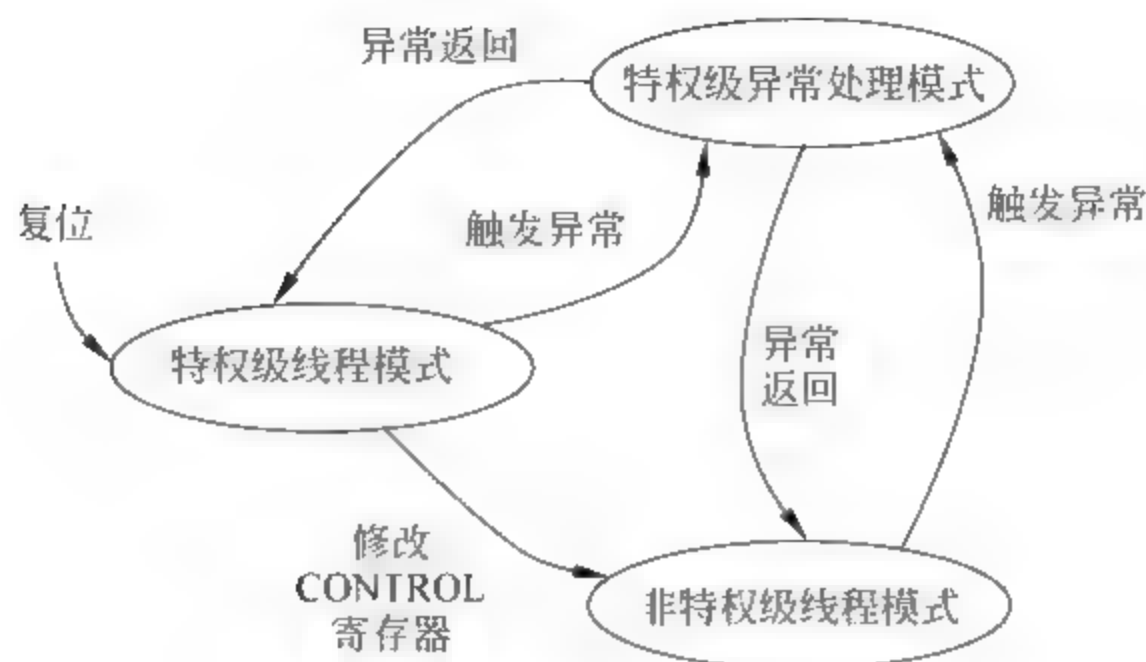 异常返回
特权级异常处理模式
复位
触发异常
触发异常
特权级线程模式
异常
返回
修改
CONTROL
寄存器
非特权级线程模式